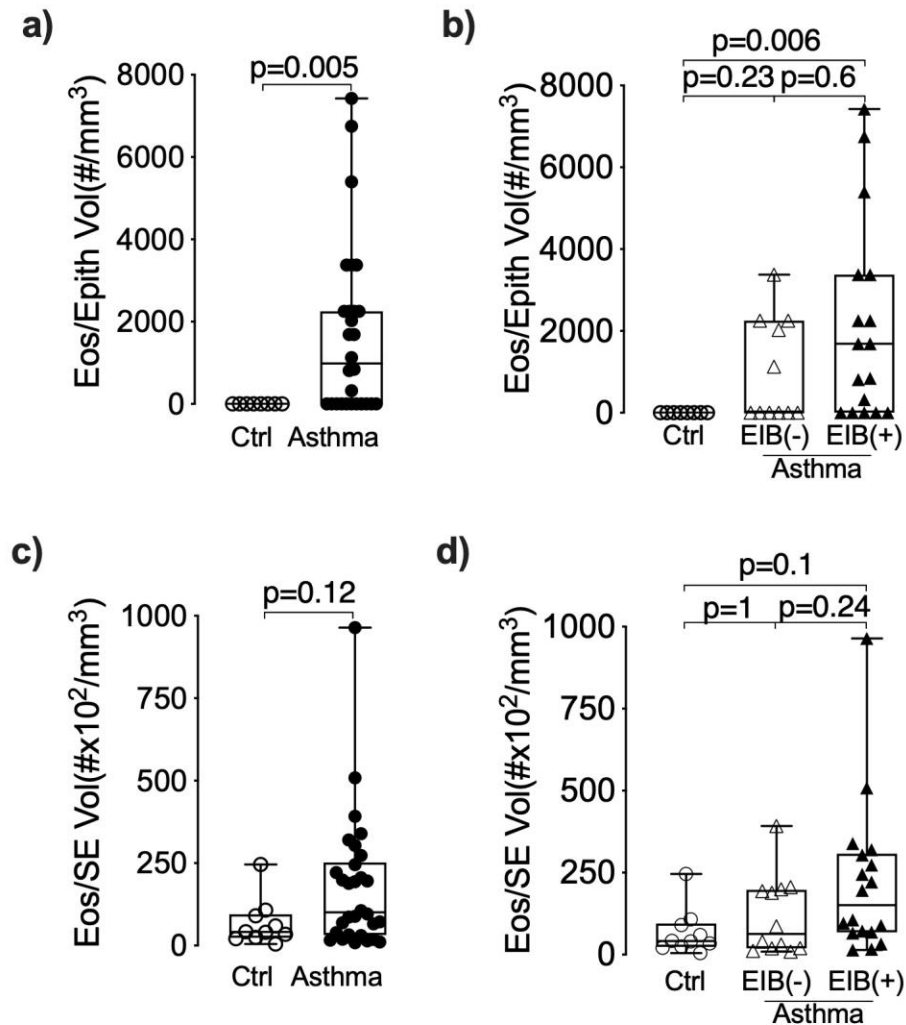 a)
p=0.005
Eos/Epith Vol(#/mm³)
8000
6000
4000
2000
0
Ctrl Asthma
b)
p=0.006
p=0.23 p=0.6
Eos/Epith Vol(#/mm³)
8000
6000
4000
2000
0
Ctrl EIB(-) EIB(+)
Asthma
c)
p=0.12
Eos/SE Vol(#x10²/mm³)
1000
750
500
250
0
Ctrl Asthma
d)
p=0.1
p=1 p=0.24
Eos/SE Vol(#x10²/mm³)
1000
750
500
250
0
Ctrl EIB(-) EIB(+)
Asthma